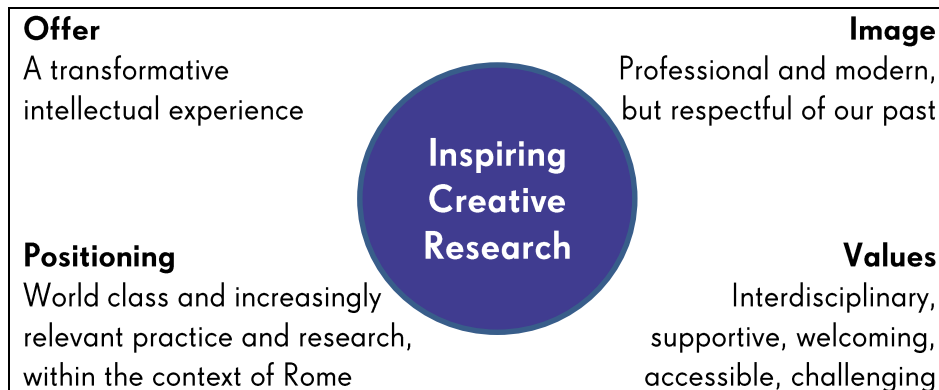 Offer
A transformative
intellectual experience
Image
Professional and modern,
but respectful of our past
Inspiring
Creative
Research
Positioning
World class and increasingly
relevant practice and research,
within the context of Rome
Values
Interdisciplinary,
supportive, welcoming,
accessible, challenging